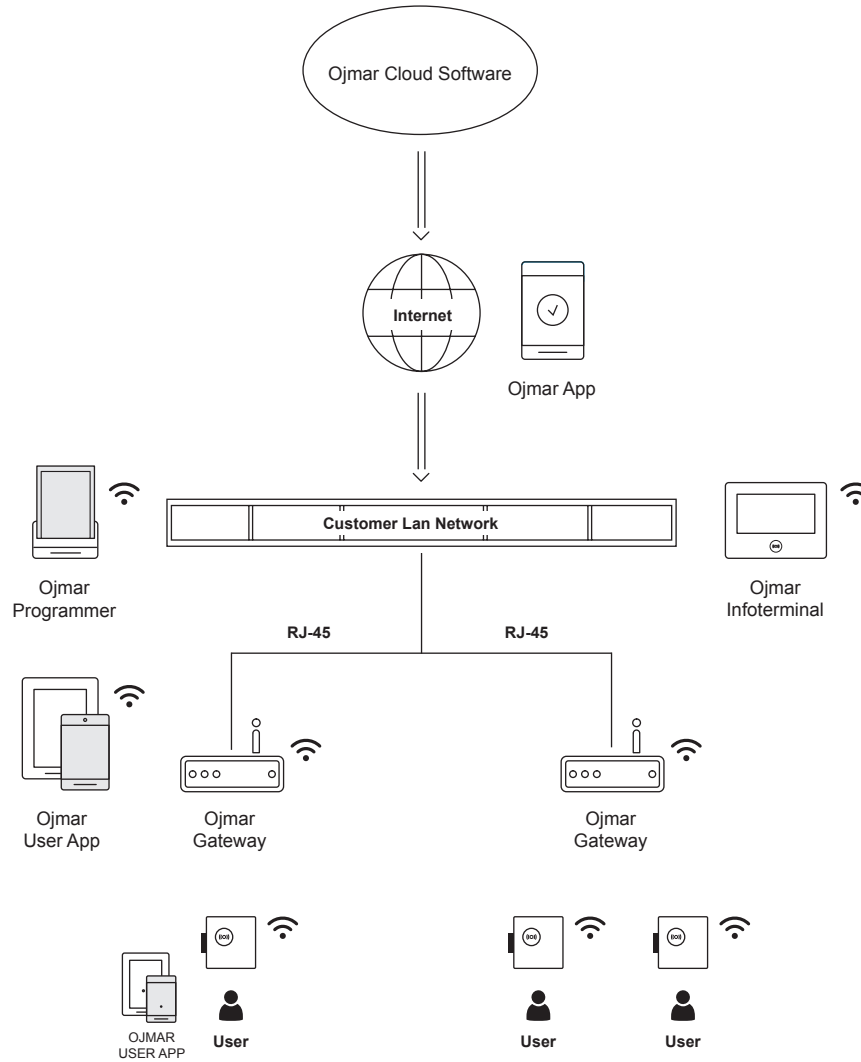 Ojmar Cloud Software
Internet
Ojmar App
Customer Lan Network
Ojmar
Programmer
Ojmar
Infoterminal
RJ-45
RJ-45
Ojmar
User App
Ojmar
Gateway
Ojmar
Gateway
OJMAR
USER APP
User
User
User